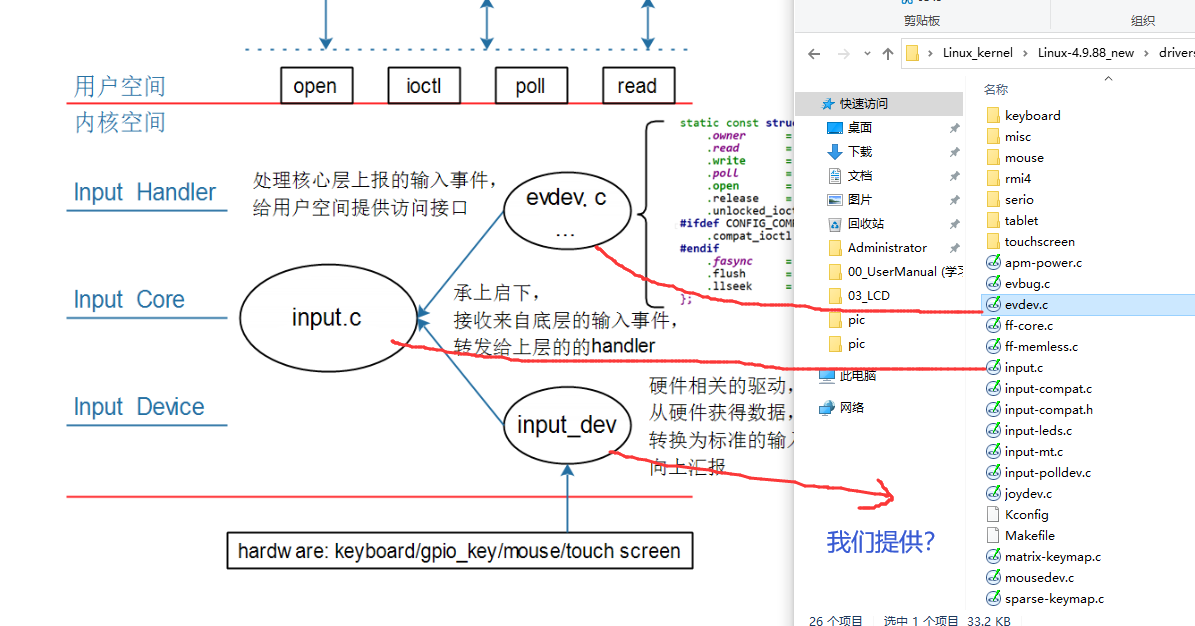 用户空间
内核空间
open
ioctl
poll
read
Input Handler
处理核心层上报的输入事件，
给用户空间提供访问接口
evdev. c
...
static const struc
.owner =
.read =
.write =
.poll =
.open =
.release =
.unlocked_ioct
#ifdef CONFIG_COMP
.compat_ioctl
#endif
.fasync =
.flush =
.llseek =
};
Input Core
input.c
承上启下，
接收来自底层的输入事件，
转发给上层的的handler
Input Device
input_dev
硬件相关的驱动，
从硬件获得数据，
转换为标准的输入
向上汇报
hardware: keyboard/gpio_key/mouse/touch screen
剪贴板
组织
Linux_kernel
Linux-4.9.88_new
drivers
快速访问
桌面
下载
文档
图片
回收站
Administrator
00_UserManual (学习
03_LCD
pic
pic
此电脑
网络
我们提供?
名称
keyboard
misc
mouse
rmi4
serio
tablet
touchscreen
apm-power.c
evbug.c
evdev.c
ff-core.c
ff-memless.c
input.c
input-compat.c
input-compat.h
input-leds.c
input-mt.c
input-polldev.c
joydev.c
Kconfig
Makefile
matrix-keymap.c
mousedev.c
sparse-keymap.c
26 个项目
选中 1 个项目 33.2 KB